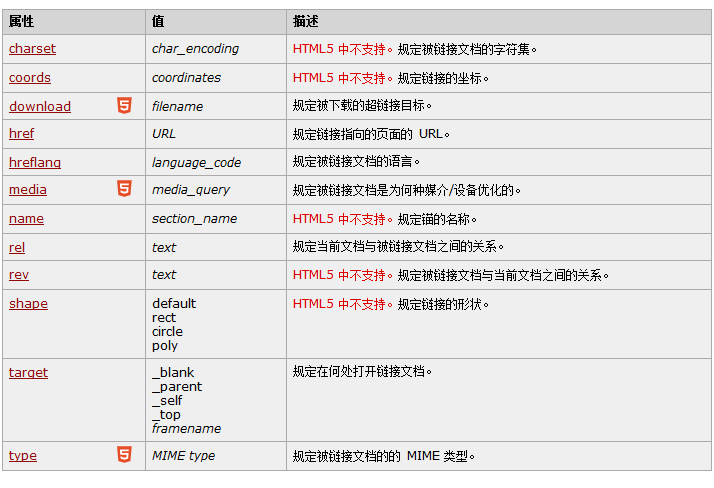 属性 值 描述
charset char_encoding HTML5 中不支持。规定被链接文档的字符集。
coords coordinates HTML5 中不支持。规定链接的坐标。
download 5 filename 规定被下载的超链接目标。
href URL 规定链接指向的页面的 URL。
hreflang language_code 规定被链接文档的语言。
media 5 media_query 规定被链接文档是为何种媒介/设备优化的。
name section_name HTML5 中不支持。规定锚的名称。
rel text 规定当前文档与被链接文档之间的关系。
rev text HTML5 中不支持。规定被链接文档与当前文档之间的关系。
shape default HTML5 中不支持。规定链接的形状。
rect
circle
poly
target _blank 规定在何处打开链接文档。
_parent
_self
_top
framename
type 5 MIME type 规定被链接文档的的 MIME 类型。